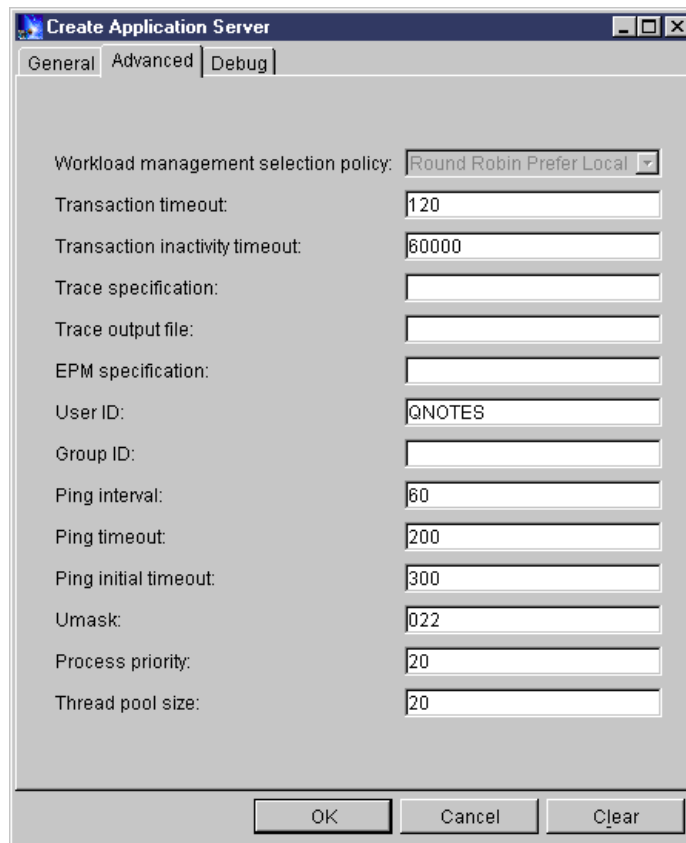 Create Application Server
General Advanced Debug
Workload management selection policy: Round Robin Prefer Local
Transaction timeout: 120
Transaction inactivity timeout: 60000
Trace specification:
Trace output file:
EPM specification:
User ID: QNOTES
Group ID:
Ping interval: 60
Ping timeout: 200
Ping initial timeout: 300
Umask: 022
Process priority: 20
Thread pool size: 20
OK Cancel Clear